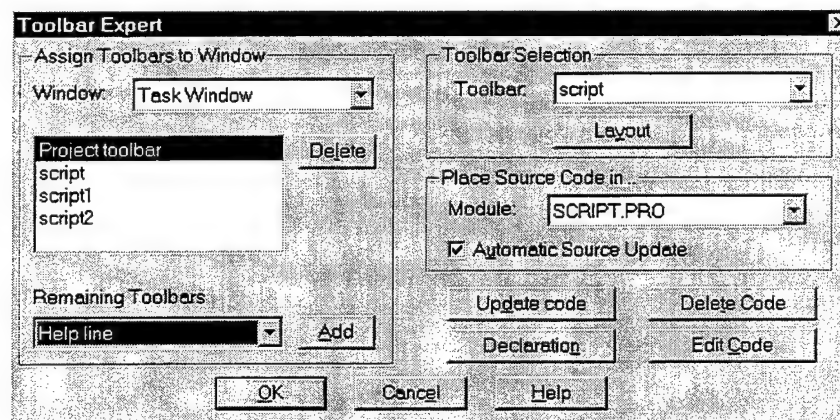 Toolbar Expert
Assign Toolbars to Window
Window: Task Window
Project toolbar
script
script1
script2
Delete
Remaining Toolbars
Help line
Add
Toolbar Selection
Toolbar: script
Layout
Place Source Code in...
Module: SCRIPT.PRO
Automatic Source Update
Update code
Delete Code
Declaration
Edit Code
OK
Cancel
Help